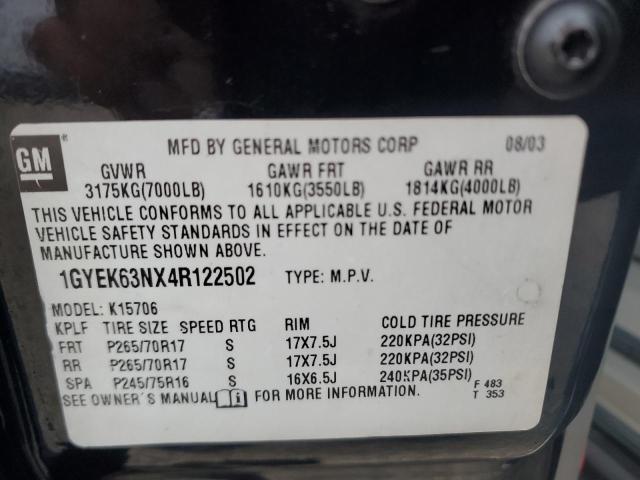 GM ®
MFD BY GENERAL MOTORS CORP 08/03
GVWR GAWR FRT GAWR RR
3175KG(7000LB) 1610KG(3550LB) 1814KG(4000LB)
THIS VEHICLE CONFORMS TO ALL APPLICABLE U.S. FEDERAL MOTOR
VEHICLE SAFETY STANDARDS IN EFFECT ON THE DATE OF
MANUFACTURE SHOWN ABOVE.
1GYEK63NX4R122502 TYPE: M.P.V.
MODEL: K15706
KPLF TIRE SIZE SPEED RTG RIM COLD TIRE PRESSURE
FRT P265/70R17 S 17X7.5J 220KPA(32PSI)
RR P265/70R17 S 17X7.5J 220KPA(32PSI)
SPA P245/75R16 S 16X6.5J 240KPA(35PSI)
SEE OWNER'S MANUAL i FOR MORE INFORMATION.
F 483
T 353